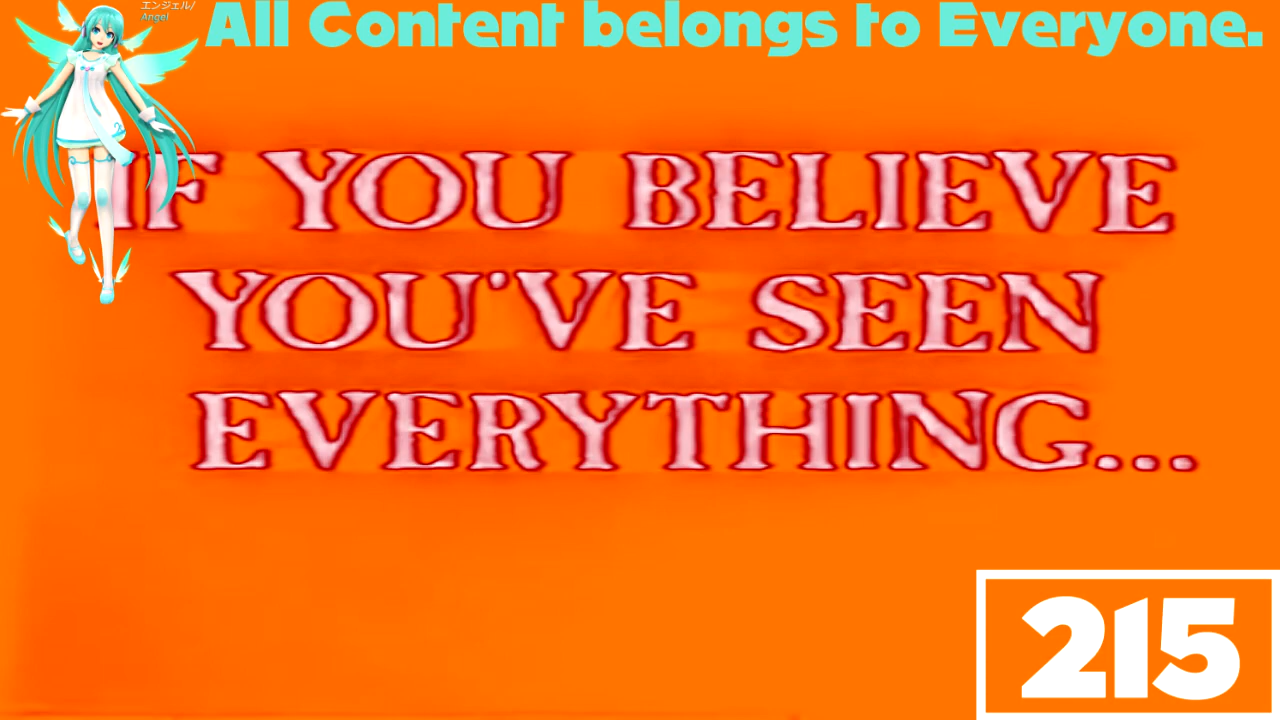 エンジェル/
Angel
All Content belongs to Everyone.
IF YOU BELIEVE
YOU'VE SEEN
EVERYTHING...
215